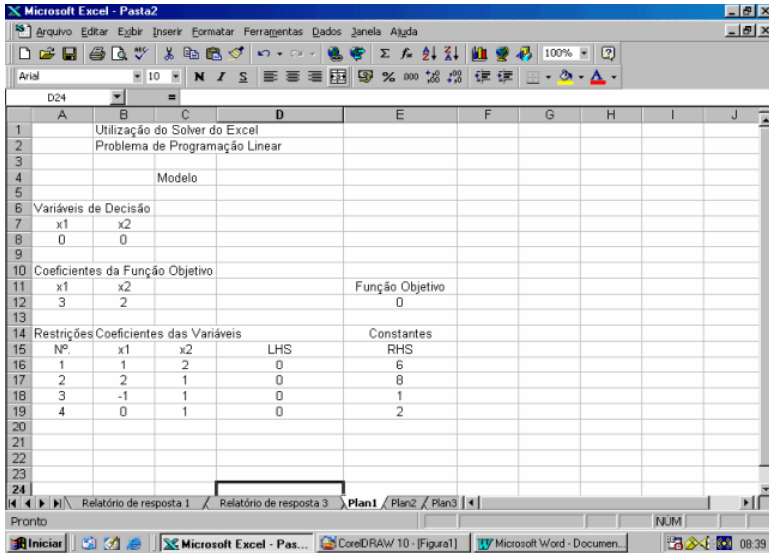 Microsoft Excel - Pasta2
Arquivo Editar Exibir Inserir Formatar Ferramentas Dados Janela Ajuda
100%
Arial 10 N I S % 000
D24 =
A B C D E F G H I J
1 Utilização do Solver do Excel
2 Problema de Programação Linear
3
4 Modelo
5
6 Variáveis de Decisão
7 x1 x2
8 0 0
9
10 Coeficientes da Função Objetivo
11 x1 x2 Função Objetivo
12 3 2 0
13
14 Restrições Coeficientes das Variáveis Constantes
15 Nº. x1 x2 LHS RHS
16 1 1 2 0 6
17 2 2 1 0 8
18 3 -1 1 0 1
19 4 0 1 0 2
20
21
22
23
24
Relatório de resposta 1 Relatório de resposta 3 Plan1 Plan2 Plan3
Pronto NÚM
Iniciar Microsoft Excel - Pas... CorelDRAW 10 - [Figura1] Microsoft Word - Documen... 08:39